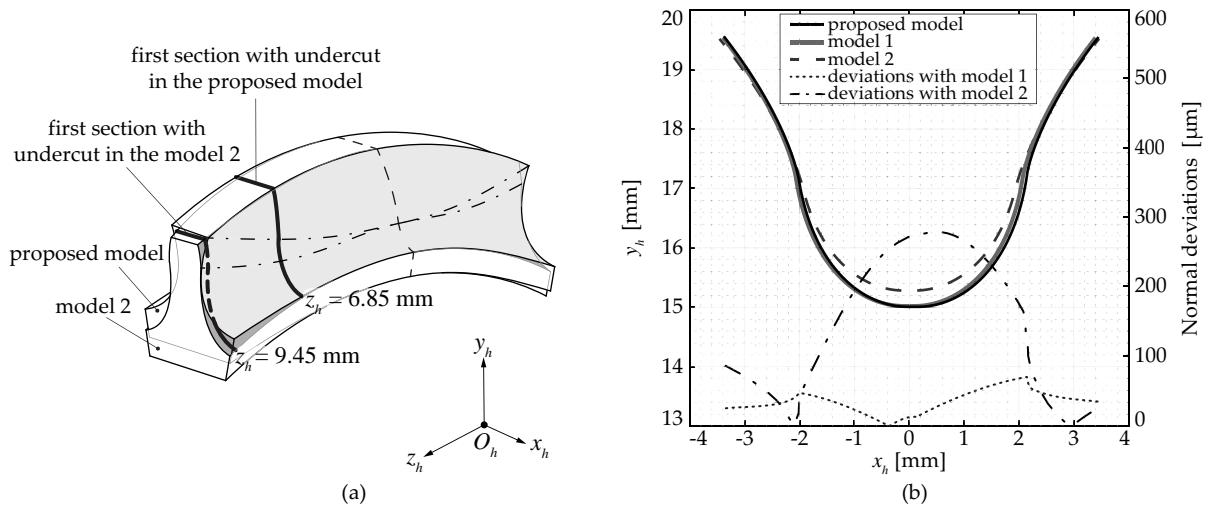 first section with undercut
in the proposed model
first section with
undercut in the model 2
proposed model
model 2
z_h = 6.85 mm
z_h = 9.45 mm
y_h
O_h
x_h
z_h
(a)
20
19
18
17
16
15
14
13
y_h [mm]
600
500
400
300
200
100
0
Normal deviations [µm]
proposed model
model 1
model 2
deviations with model 1
deviations with model 2
-4 -3 -2 -1 0 1 2 3 4
x_h [mm]
(b)